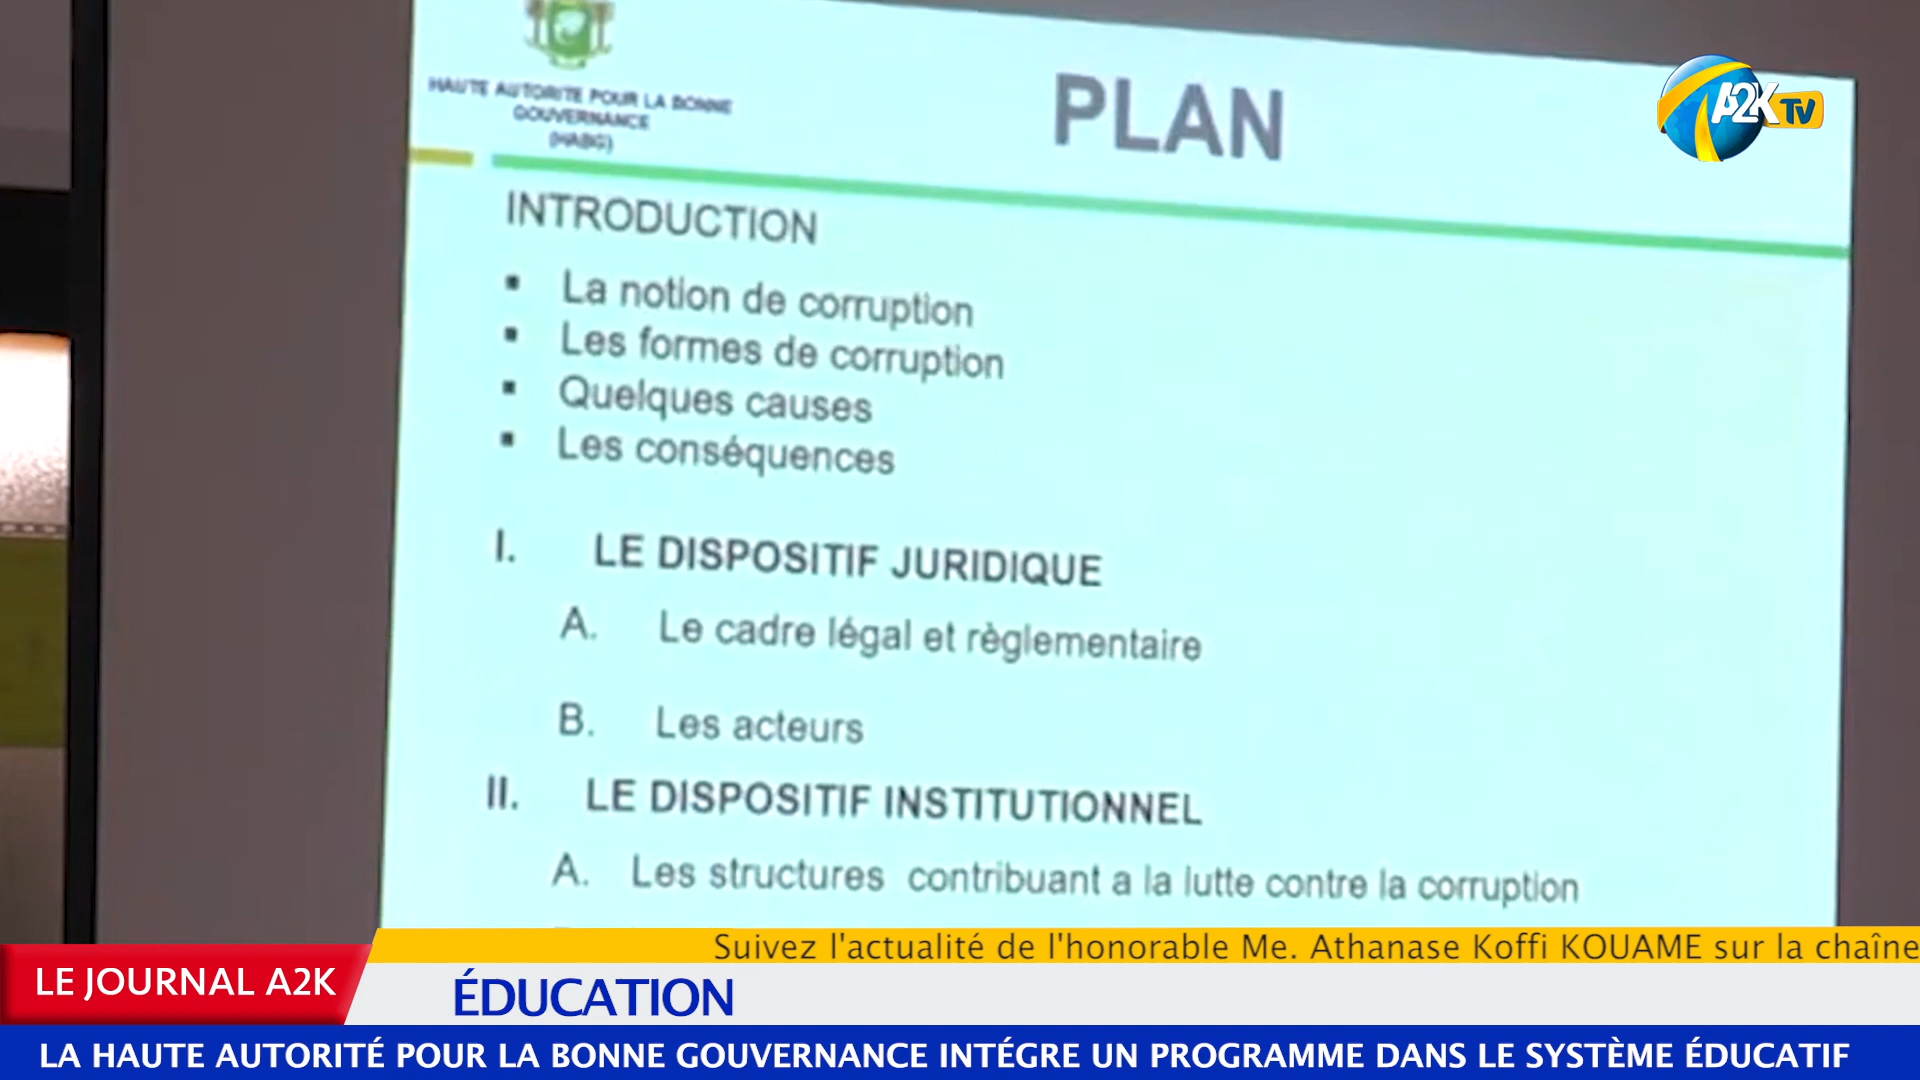 HAUTE AUTORITE POUR LA BONNE
GOUVERNANCE
(HABG)
PLAN
A2K TV
INTRODUCTION
▪ La notion de corruption
▪ Les formes de corruption
▪ Quelques causes
▪ Les conséquences
I. LE DISPOSITIF JURIDIQUE
A. Le cadre légal et règlementaire
B. Les acteurs
II. LE DISPOSITIF INSTITUTIONNEL
A. Les structures contribuant a la lutte contre la corruption
Suivez l'actualité de l'honorable Me. Athanase Koffi KOUAME sur la chaîne
LE JOURNAL A2K
ÉDUCATION
LA HAUTE AUTORITÉ POUR LA BONNE GOUVERNANCE INTÉGRE UN PROGRAMME DANS LE SYSTÈME ÉDUCATIF